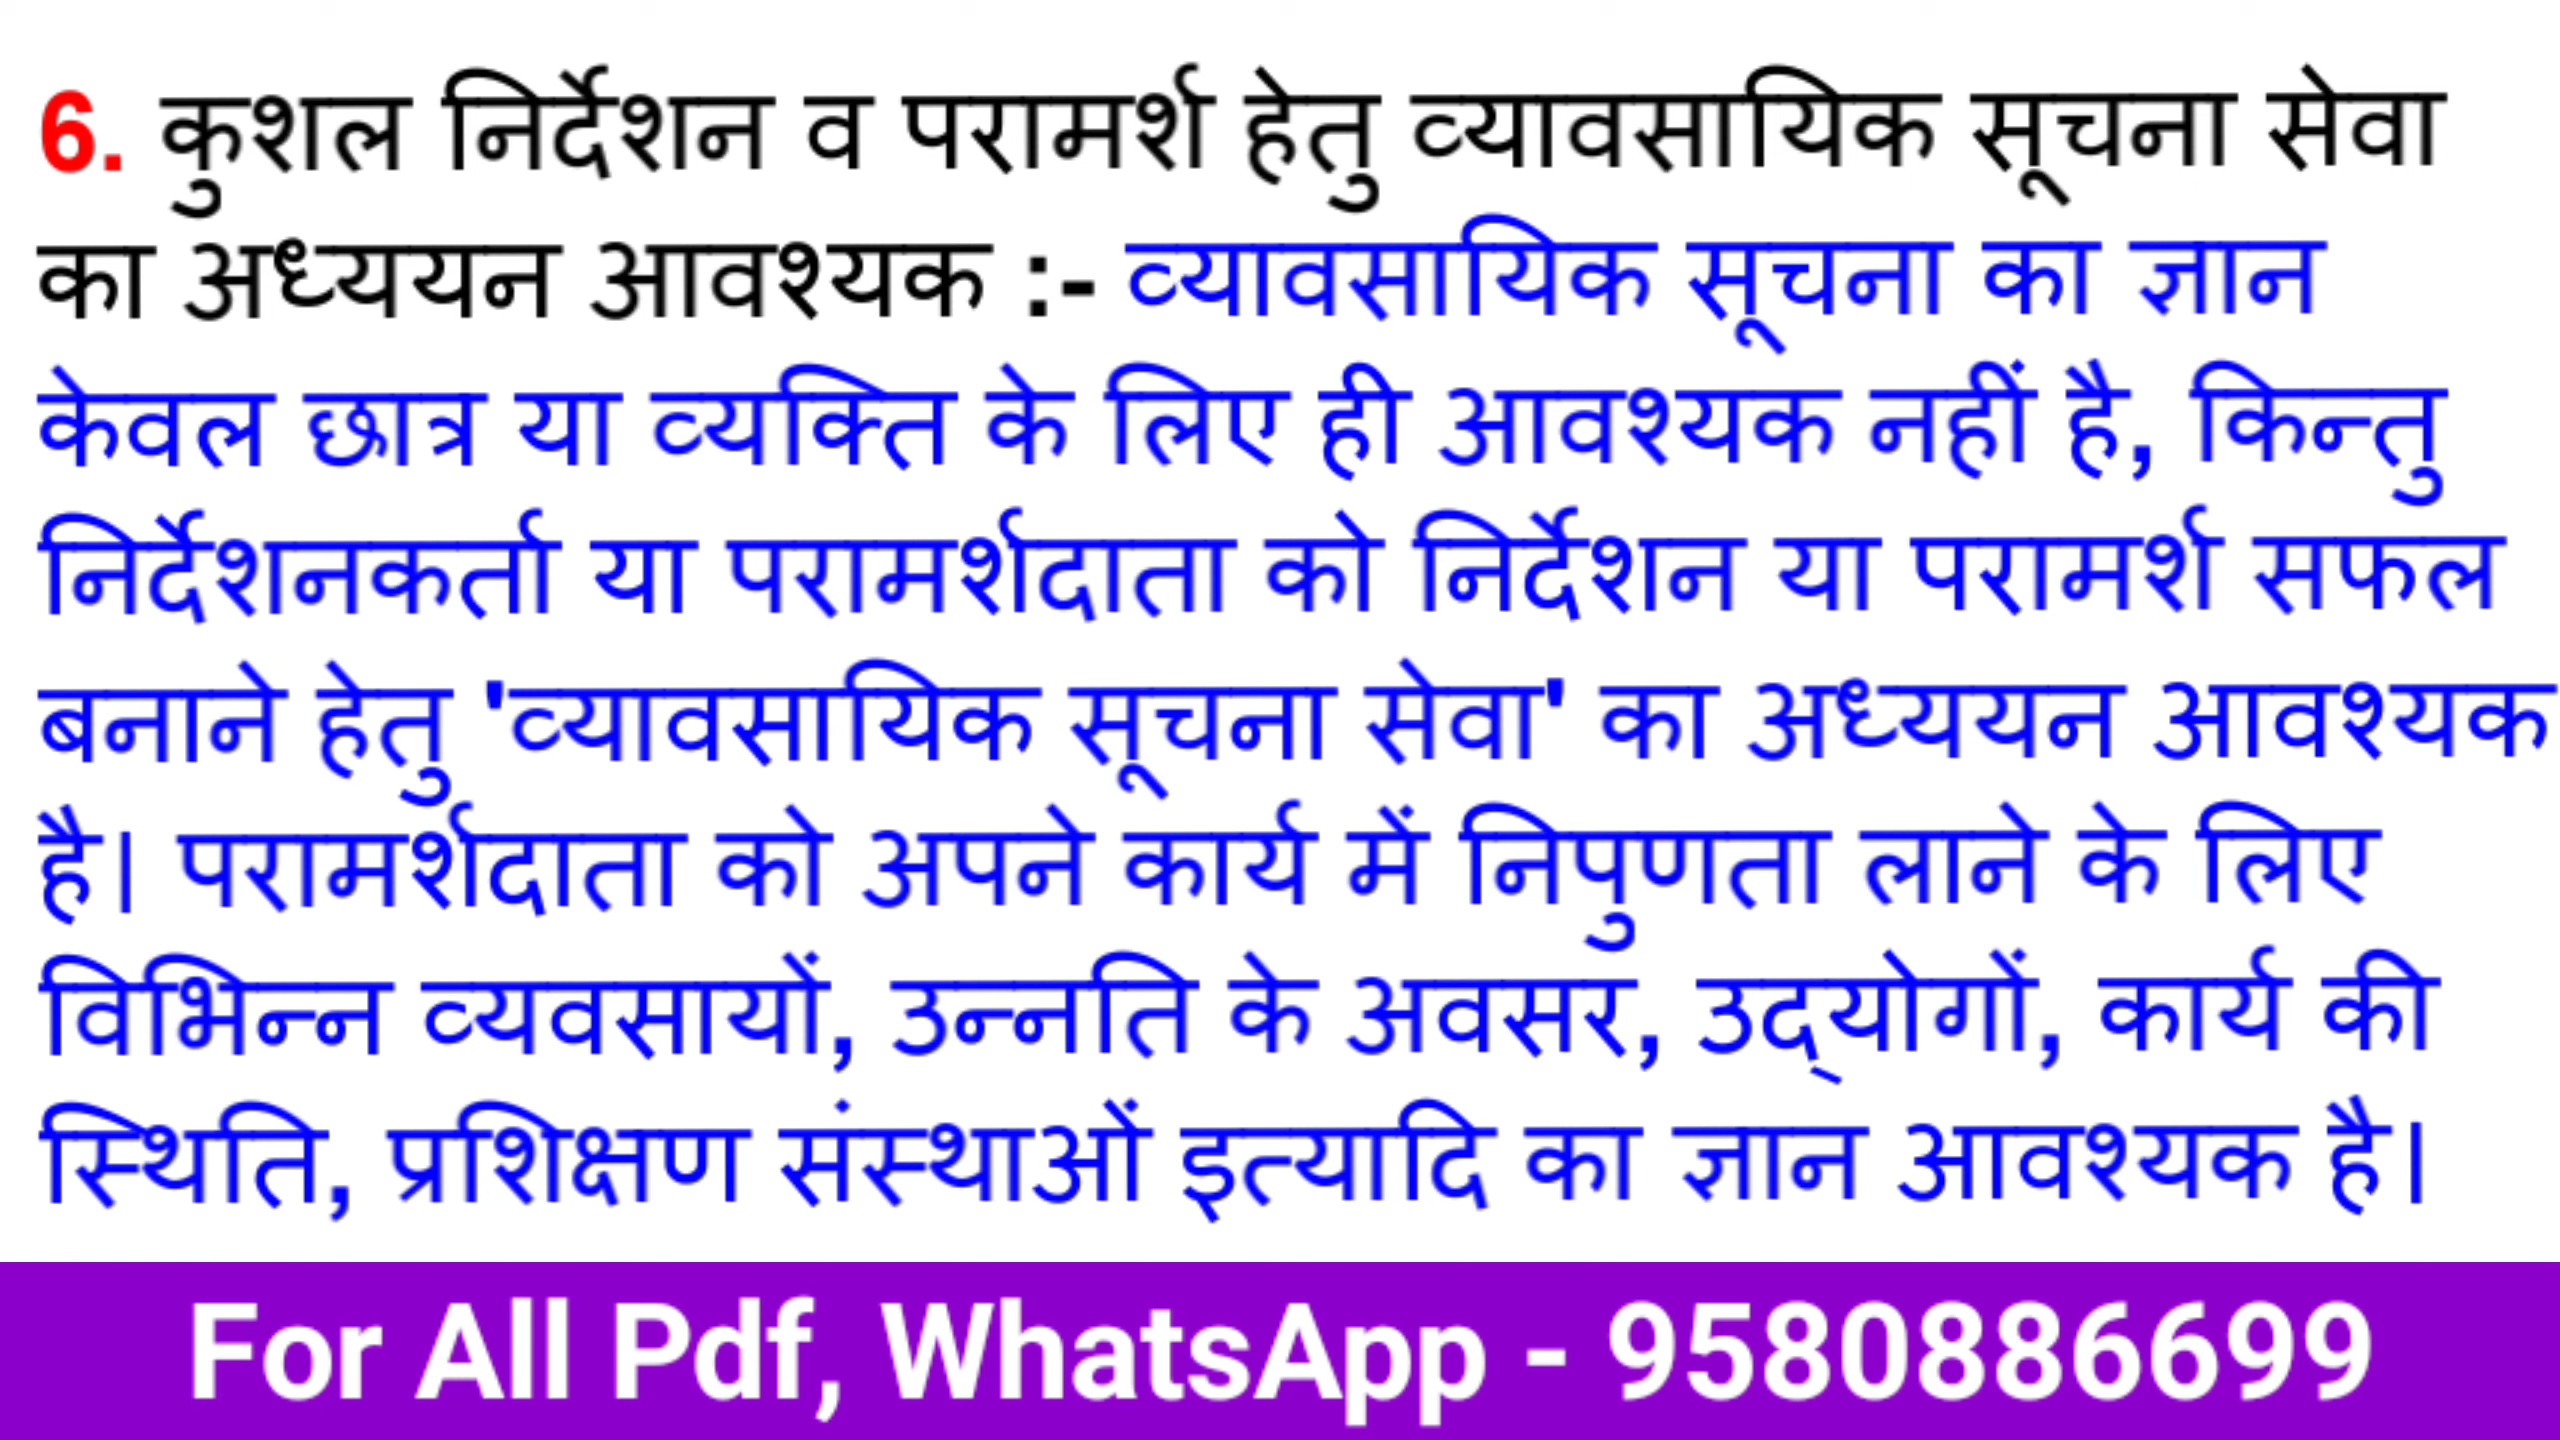 6. कुशल निर्देशन व परामर्श हेतु व्यावसायिक सूचना सेवा
का अध्ययन आवश्यक :- व्यावसायिक सूचना का ज्ञान
केवल छात्र या व्यक्ति के लिए ही आवश्यक नहीं है, किन्तु
निर्देशनकर्ता या परामर्शदाता को निर्देशन या परामर्श सफल
बनाने हेतु 'व्यावसायिक सूचना सेवा' का अध्ययन आवश्यक
है। परामर्शदाता को अपने कार्य में निपुणता लाने के लिए
विभिन्न व्यवसायों, उन्नति के अवसर, उद्‌योगों, कार्य की
स्थिति, प्रशिक्षण संस्थाओं इत्यादि का ज्ञान आवश्यक है।
For All Pdf, WhatsApp - 9580886699